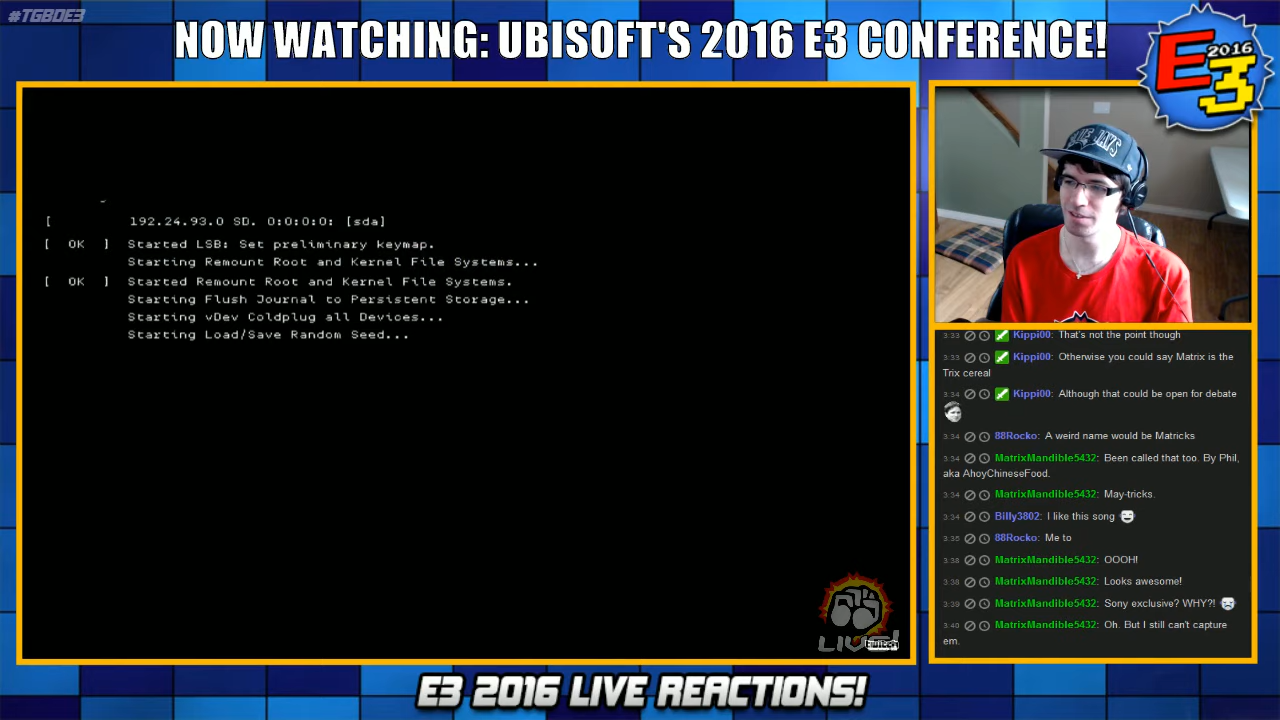 #TGBDE3
NOW WATCHING: UBISOFT'S 2016 E3 CONFERENCE!
E3 2016
[ 192.24.93.0 SD. 0:0:0:0: [sda]
[ OK ] Started LSB: Set preliminary keymap.
Starting Remount Root and Kernel File Systems...
[ OK ] Started Remount Root and Kernel File Systems.
Starting Flush Journal to Persistent Storage...
Starting vDev Coldplug all Devices...
Starting Load/Save Random Seed...
LIVE!
twitch
BLUE JAYS
3:33 Kippi00: That's not the point though
3:33 Kippi00: Otherwise you could say Matrix is the
Trix cereal
3:34 Kippi00: Although that could be open for debate
3:34 88Rocko: A weird name would be Matricks
3:34 MatrixMandible5432: Been called that too. By Phil,
aka AhoyChineseFood.
3:34 MatrixMandible5432: May-tricks.
3:34 Billy3802: I like this song
3:35 88Rocko: Me to
3:38 MatrixMandible5432: OOOH!
3:38 MatrixMandible5432: Looks awesome!
3:39 MatrixMandible5432: Sony exclusive? WHY?!
3:40 MatrixMandible5432: Oh. But I still can't capture
em.
E3 2016 LIVE REACTIONS!